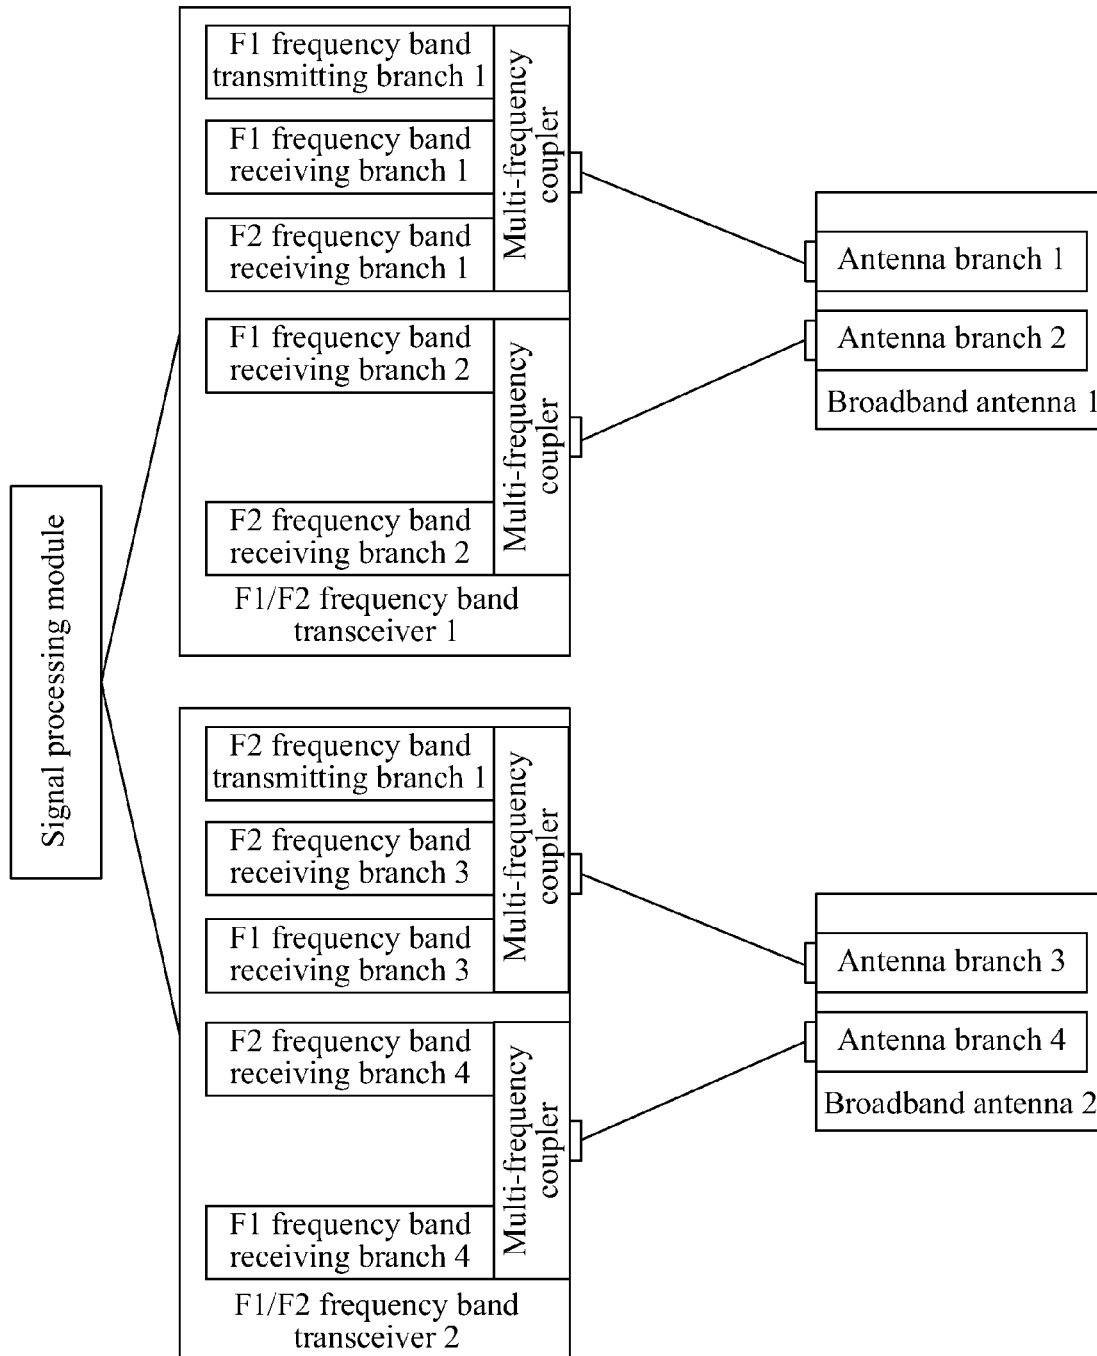 Signal processing module
F1 frequency band
transmitting branch 1
F1 frequency band
receiving branch 1
F2 frequency band
receiving branch 1
Multi-frequency
coupler
F1 frequency band
receiving branch 2
F2 frequency band
receiving branch 2
Multi-frequency
coupler
F1/F2 frequency band
transceiver 1
Antenna branch 1
Antenna branch 2
Broadband antenna 1
F2 frequency band
transmitting branch 1
F2 frequency band
receiving branch 3
F1 frequency band
receiving branch 3
Multi-frequency
coupler
F2 frequency band
receiving branch 4
F1 frequency band
receiving branch 4
Multi-frequency
coupler
F1/F2 frequency band
transceiver 2
Antenna branch 3
Antenna branch 4
Broadband antenna 2